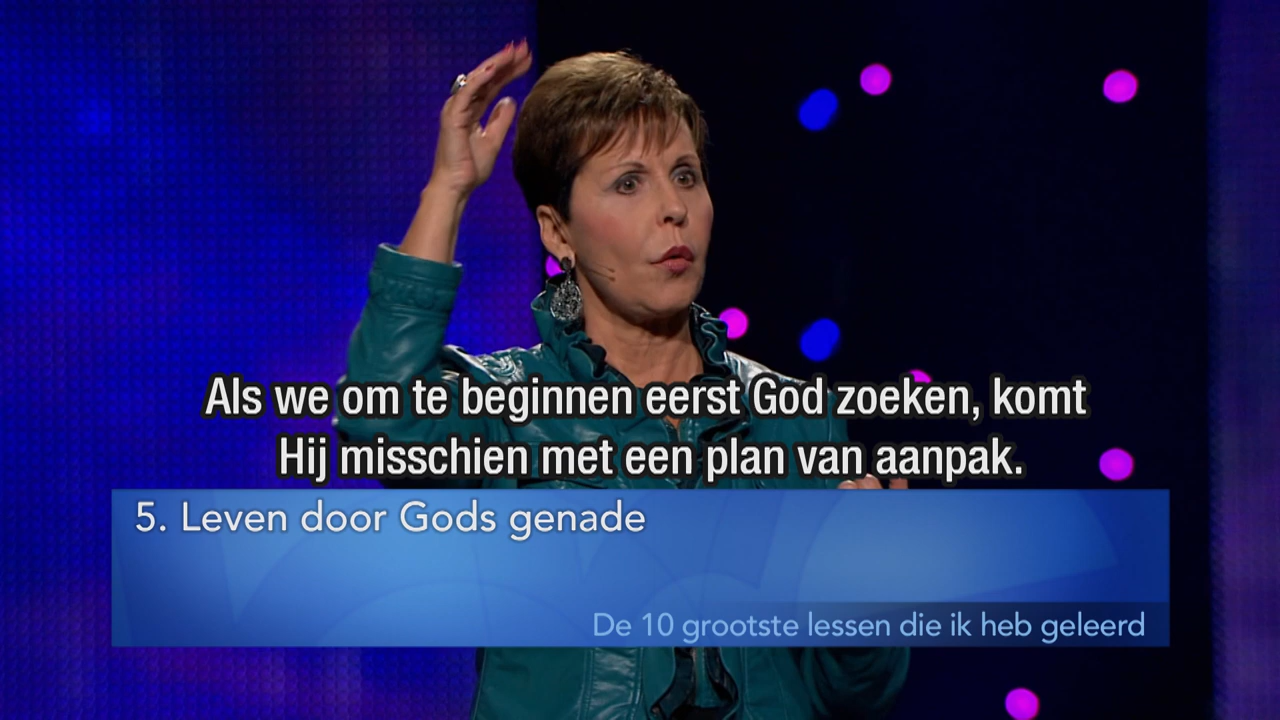 Als we om te beginnen eerst God zoeken, komt
Hij misschien met een plan van aanpak.
5. Leven door Gods genade
De 10 grootste lessen die ik heb geleerd